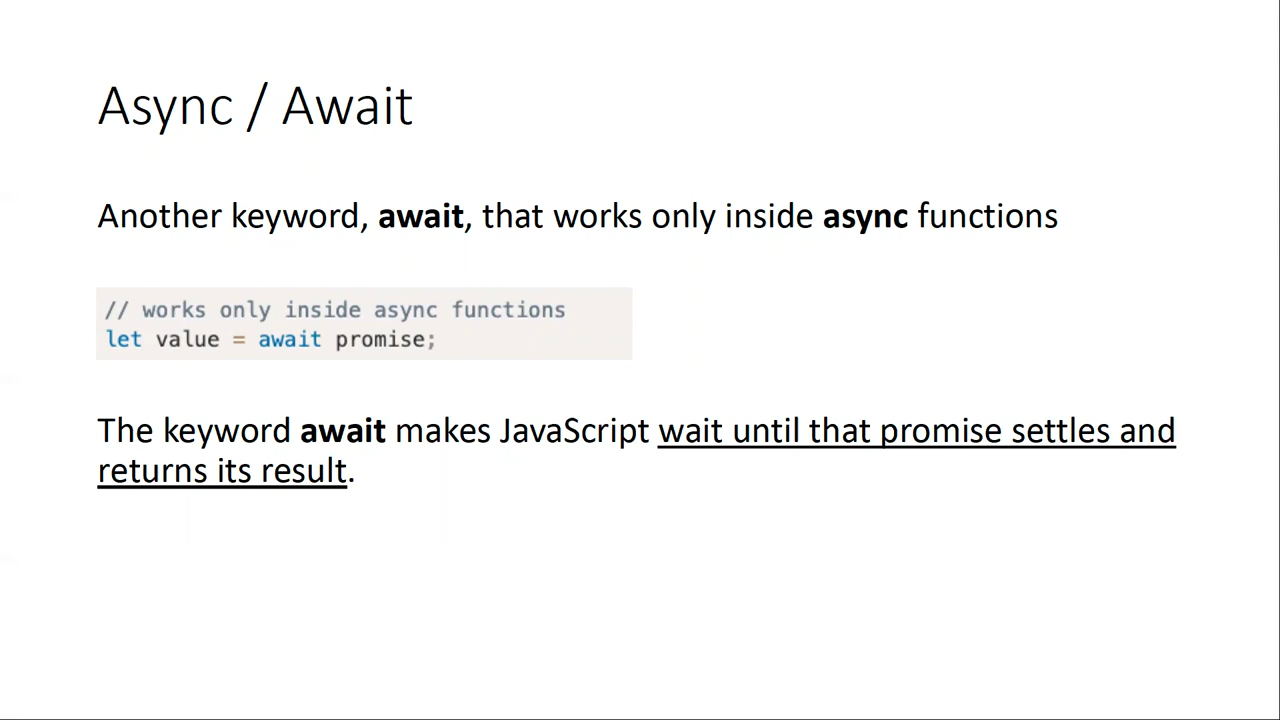 Async / Await
Another keyword, await, that works only inside async functions
// works only inside async functions
let value = await promise;
The keyword await makes JavaScript wait until that promise settles and
returns its result.